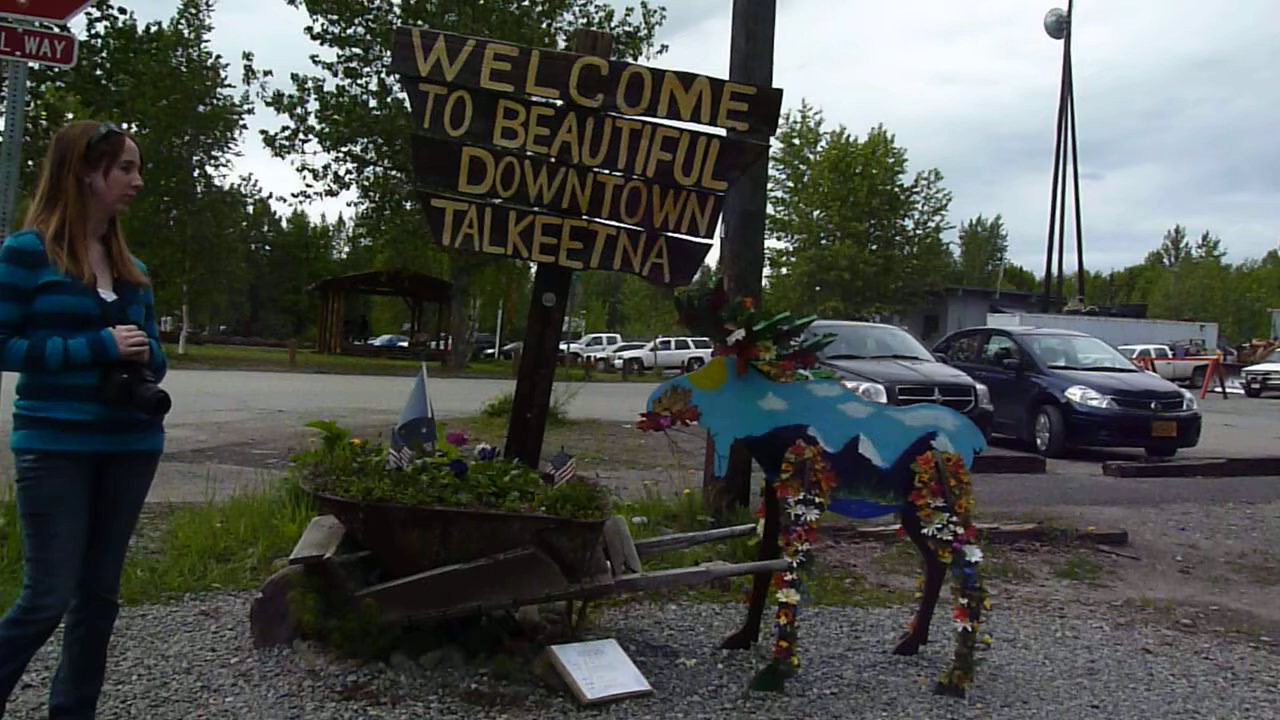 L. WAY
WELCOME
TO BEAUTIFUL
DOWNTOWN
TALKEETNA